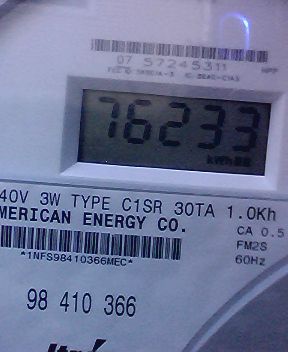 07 57245311
76233
40V 3W TYPE C1SR 30TA 1.0Kh
MERICAN ENERGY CO.
CA 0.5
FM2S
*1NFS98410366MEC*
60Hz
98 410 366